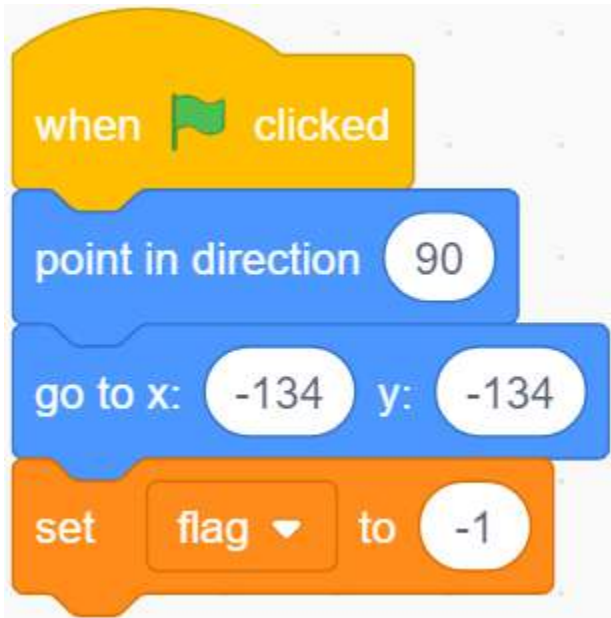 when clicked
point in direction 90
go to x: -134 y: -134
set flag to -1